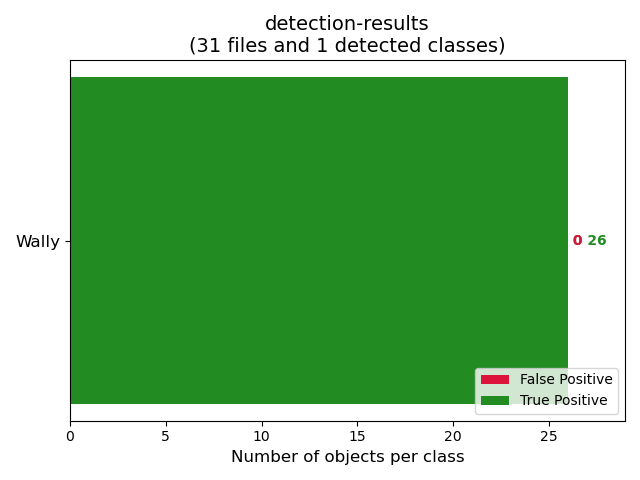 detection-results
(31 files and 1 detected classes)
Wally
0 26
False Positive
True Positive
0 5 10 15 20 25
Number of objects per class